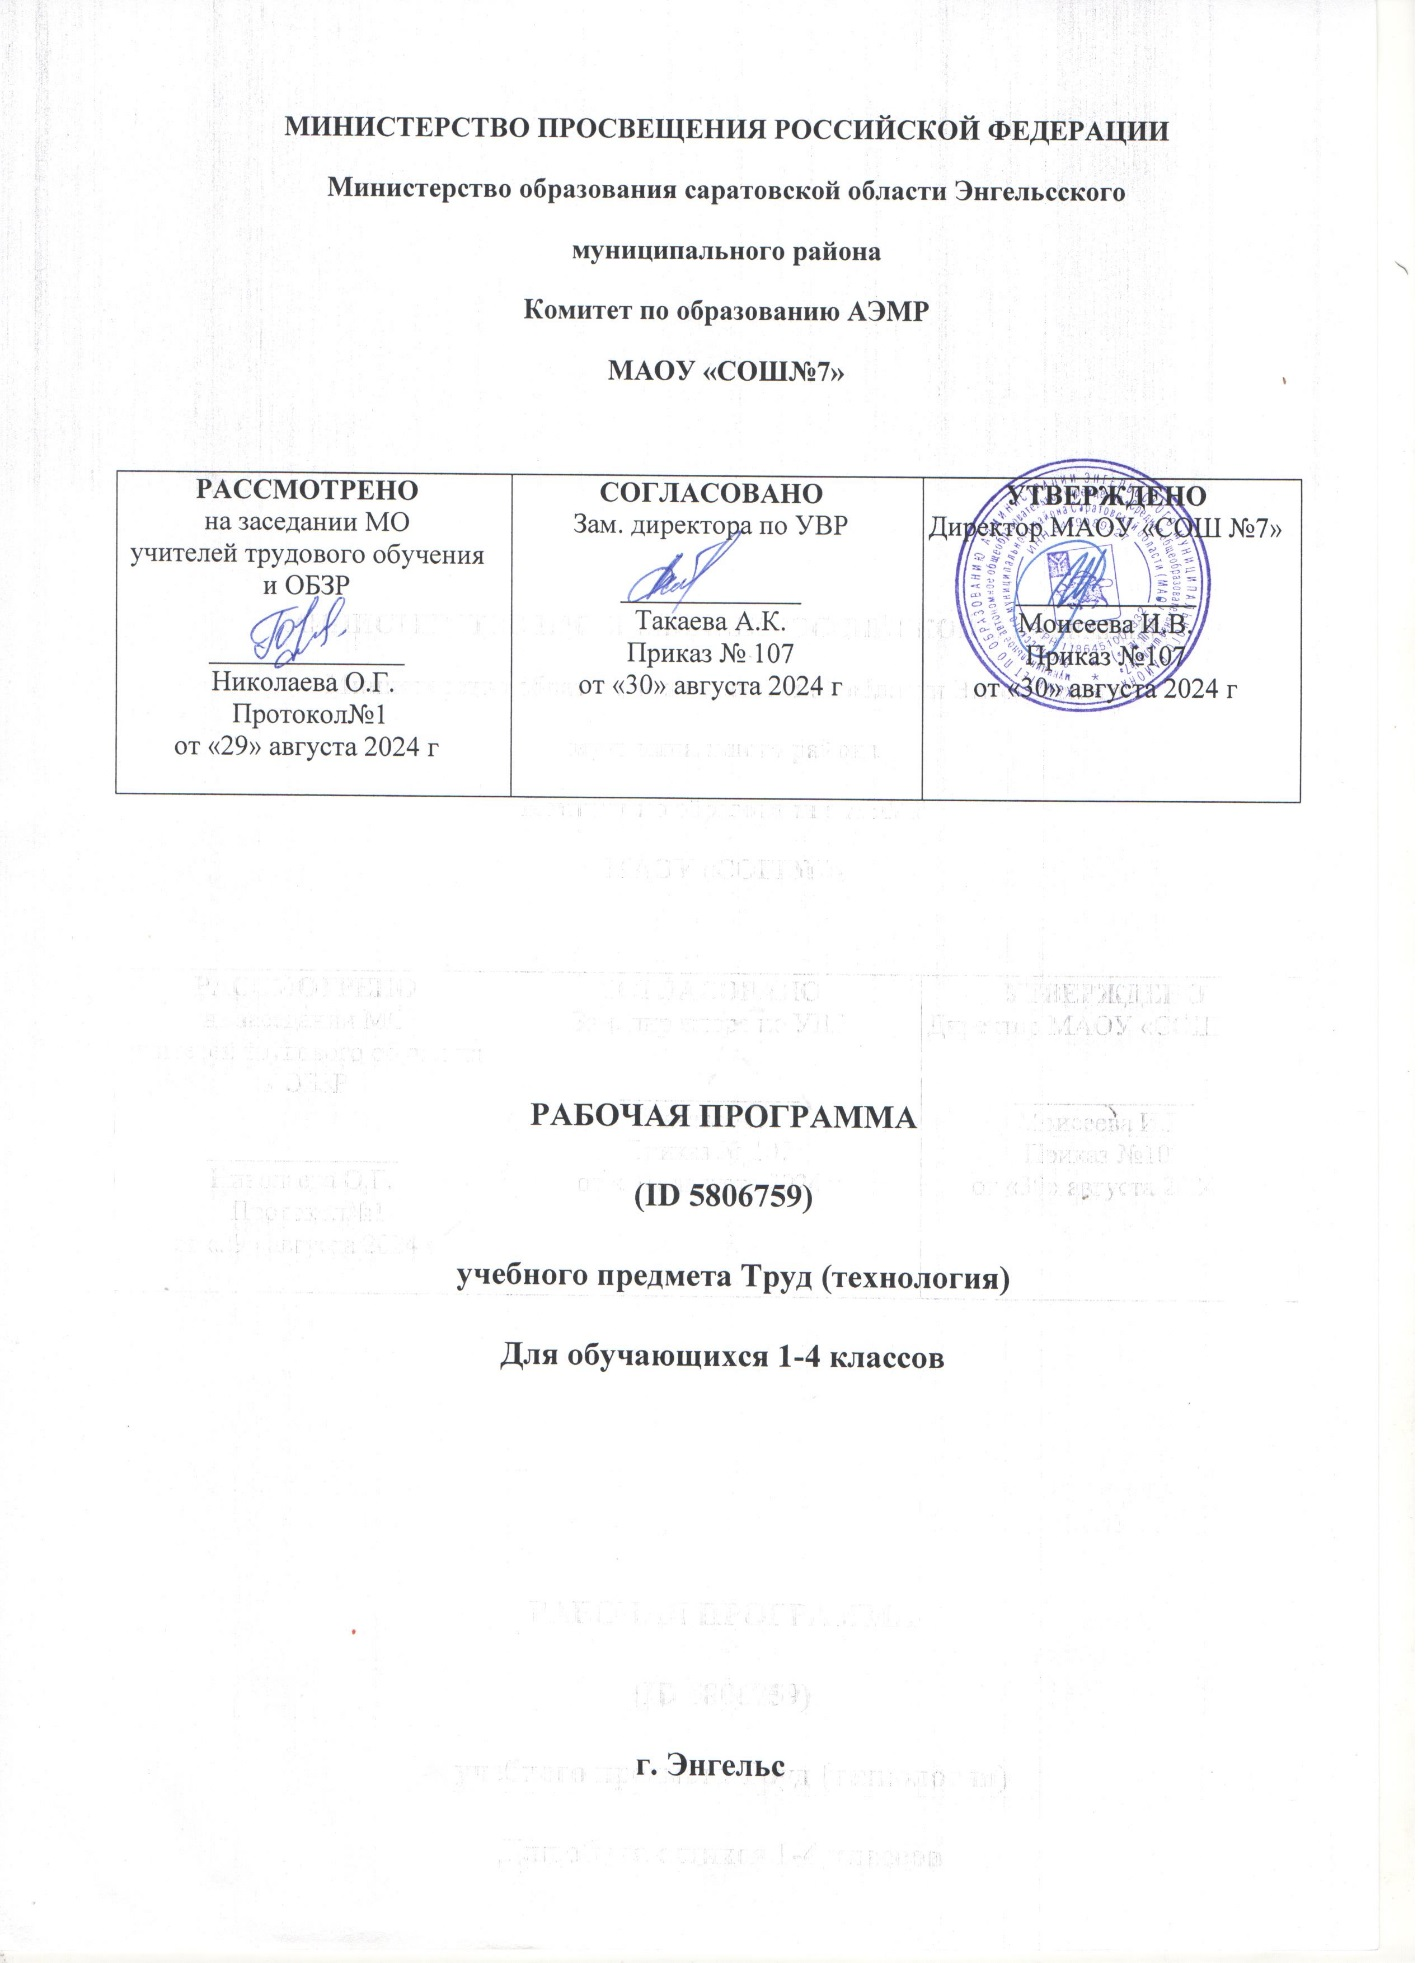 МИНИСТЕРСТВО ПРОСВЕЩЕНИЯ РОССИЙСКОЙ ФЕДЕРАЦИИ
Министерство образования саратовской области Энгельсского
муниципального района
Комитет по образованию АЭМР
МАОУ «СОШ№7»
РАССМОТРЕНО
на заседании МО
учителей трудового обучения
и ОБЗР
Николаева О.Г.
Протокол№1
от «29» августа 2024 г
СОГЛАСОВАНО
Зам. директора по УВР
Такаева А.К.
Приказ № 107
от «30» августа 2024 г
УТВЕРЖДЕНО
Директор МАОУ «СОШ №7»
Моисеева И.В.
Приказ №107
от «30» августа 2024 г
РАБОЧАЯ ПРОГРАММА
(ID 5806759)
учебного предмета Труд (технология)
Для обучающихся 1-4 классов
г. Энгельс